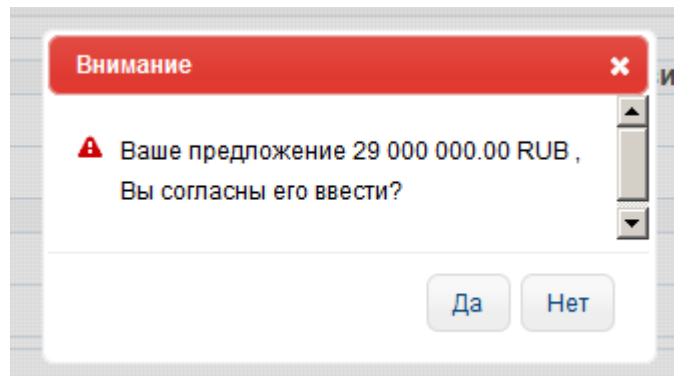 Внимание
Ваше предложение 29 000 000.00 RUB ,
Вы согласны его ввести?
Да Нет